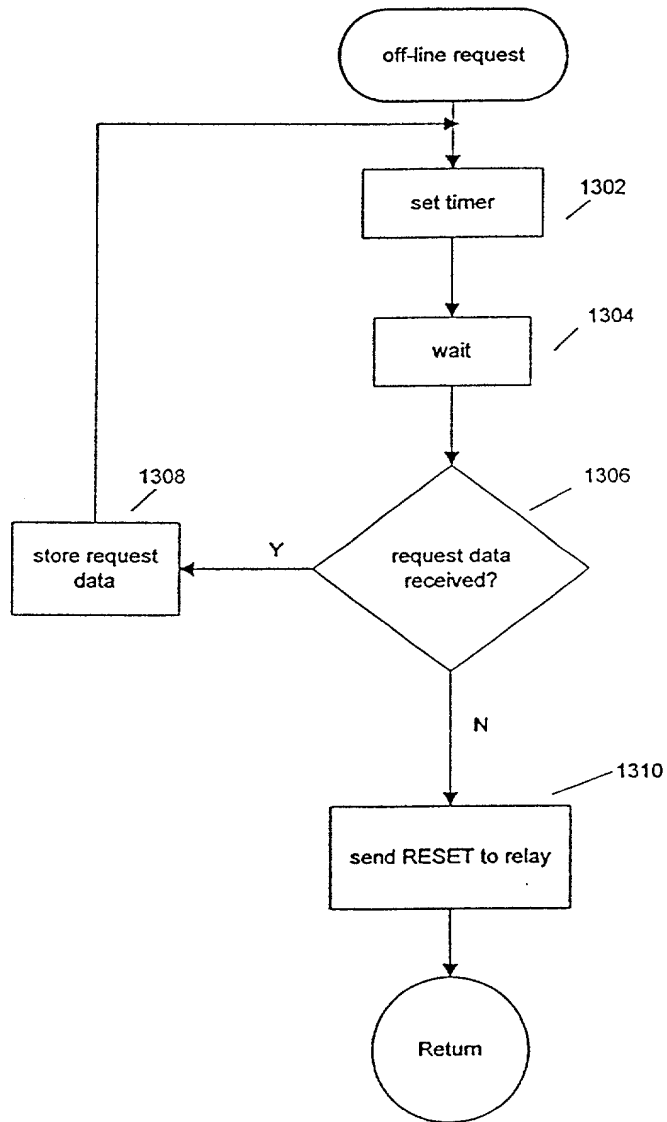 off-line request
set timer
1302
wait
1304
request data
received?
1306
Y
store request
data
1308
N
send RESET to relay
1310
Return